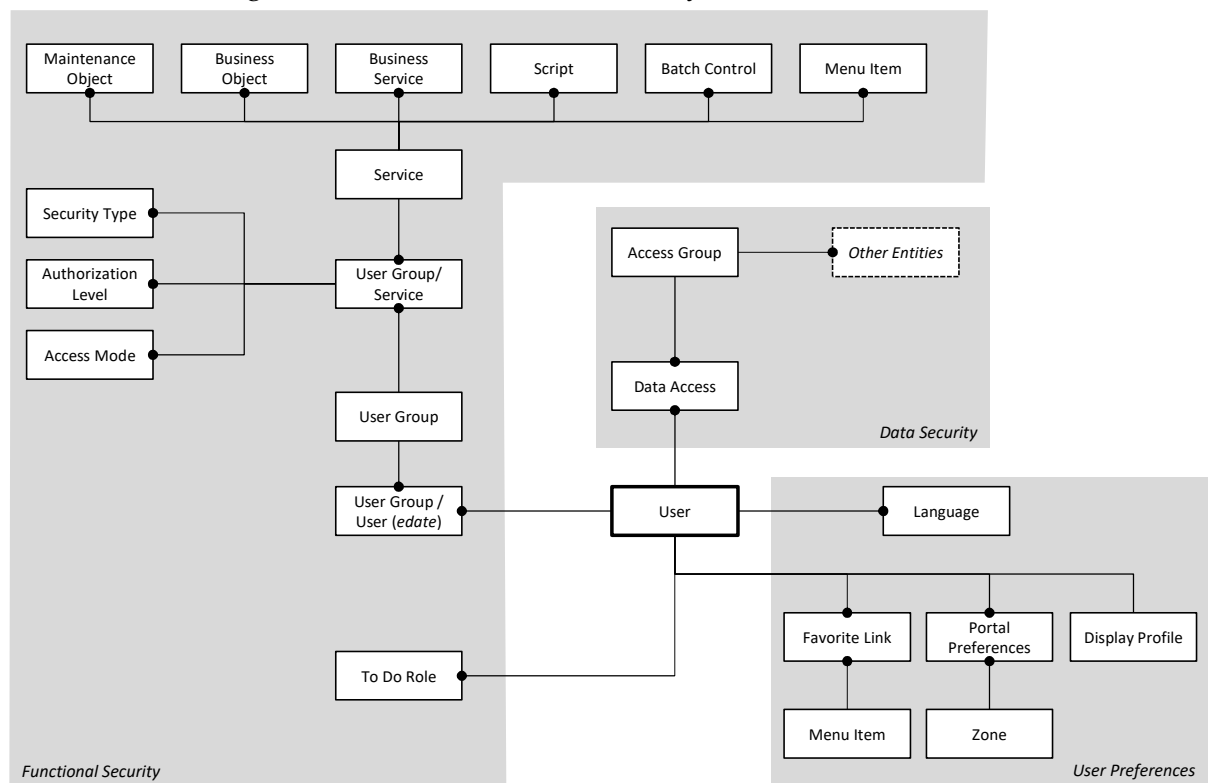 Maintenance
Object
Business
Object
Business
Service
Script
Batch Control
Menu Item
Service
Security Type
Authorization
Level
Access Mode
User Group/
Service
User Group
User Group /
User (edate)
To Do Role
Functional Security
Access Group
Other Entities
Data Access
Data Security
User
Language
Favorite Link
Portal
Preferences
Display Profile
Menu Item
Zone
User Preferences